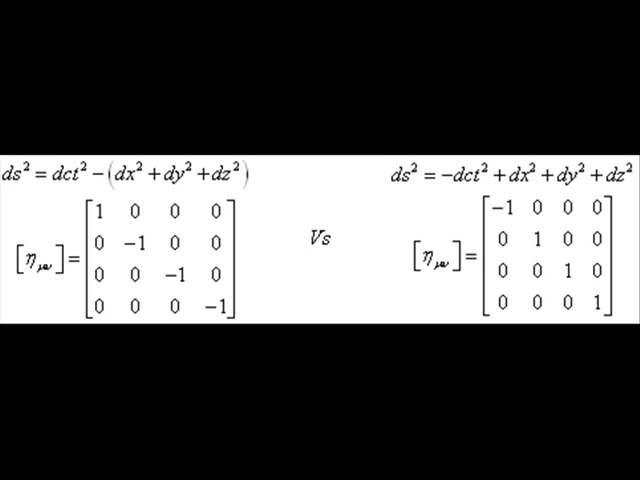 ds² = dct² − (dx² + dy² + dz²)
[η_μν] = [1 0 0 0
0 −1 0 0
0 0 −1 0
0 0 0 −1]
Vs
ds² = −dct² + dx² + dy² + dz²
[η_μν] = [−1 0 0 0
0 1 0 0
0 0 1 0
0 0 0 1]